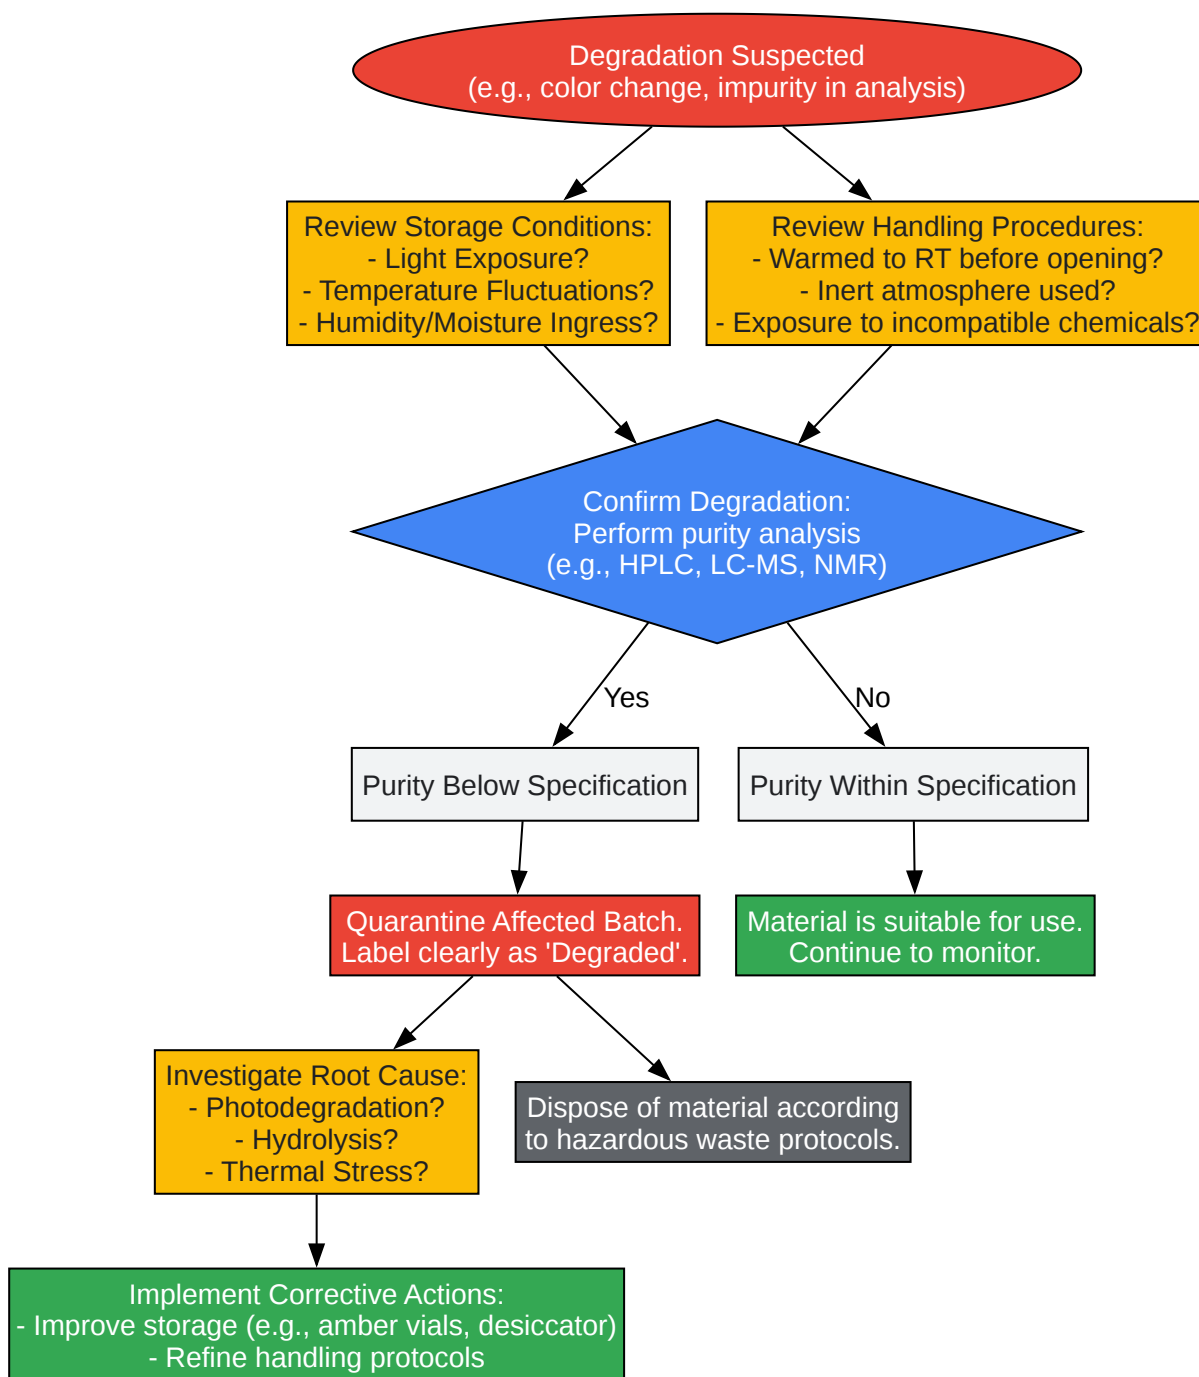 Degradation Suspected
(e.g., color change, impurity in analysis)
Review Storage Conditions:
- Light Exposure?
- Temperature Fluctuations?
- Humidity/Moisture Ingress?
Review Handling Procedures:
- Warmed to RT before opening?
- Inert atmosphere used?
- Exposure to incompatible chemicals?
Confirm Degradation:
Perform purity analysis
(e.g., HPLC, LC-MS, NMR)
Yes
No
Purity Below Specification
Purity Within Specification
Quarantine Affected Batch.
Label clearly as 'Degraded'.
Material is suitable for use.
Continue to monitor.
Investigate Root Cause:
- Photodegradation?
- Hydrolysis?
- Thermal Stress?
Dispose of material according
to hazardous waste protocols.
Implement Corrective Actions:
- Improve storage (e.g., amber vials, desiccator)
- Refine handling protocols